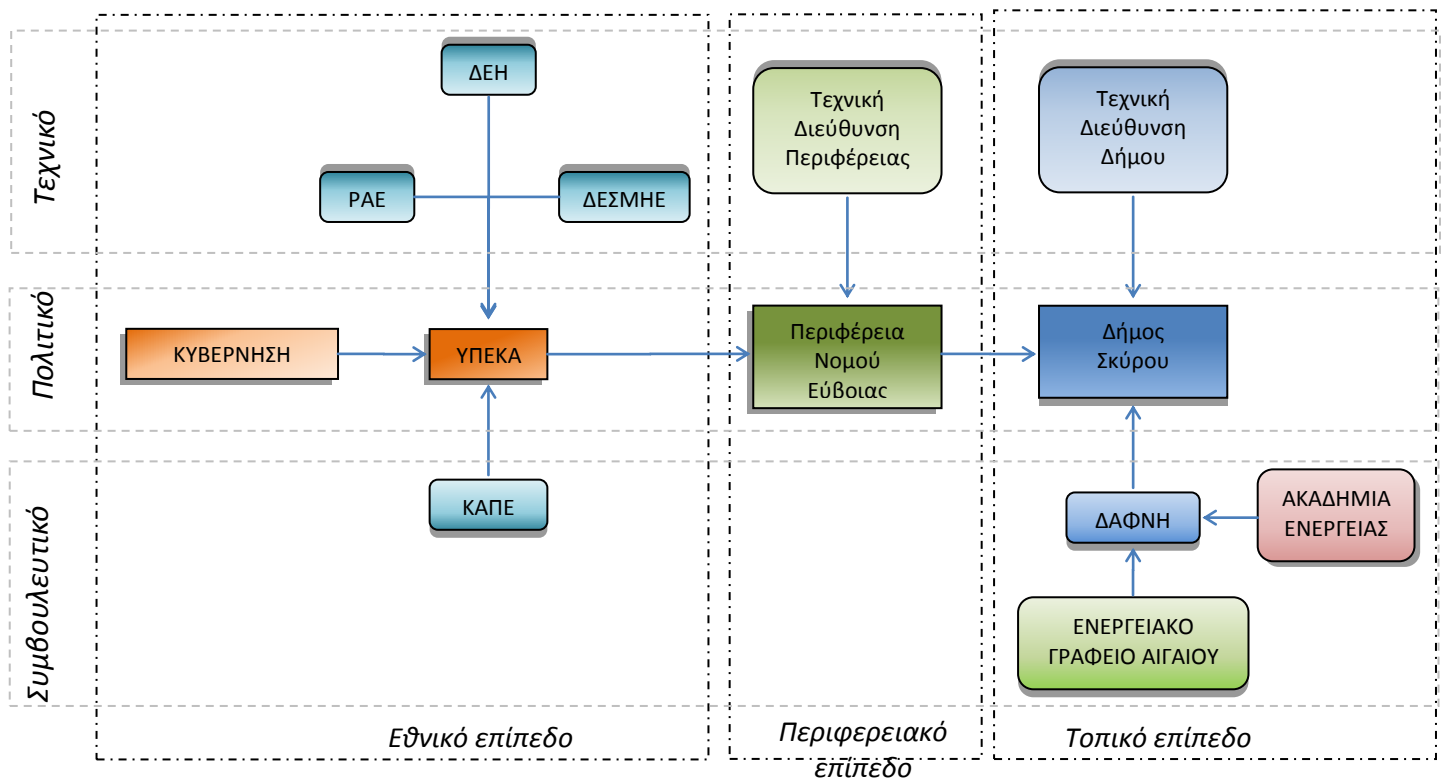 Τεχνικό
ΔΕΗ
ΡΑΕ
ΔΕΣΜΗΕ
Τεχνική
Διεύθυνση
Περιφέρειας
Τεχνική
Διεύθυνση
Δήμου
Πολιτικό
ΚΥΒΕΡΝΗΣΗ
ΥΠΕΚΑ
Περιφέρεια
Νομού
Εύβοιας
Δήμος
Σκύρου
Συμβουλευτικό
ΚΑΠΕ
ΔΑΦΝΗ
ΑΚΑΔΗΜΙΑ
ΕΝΕΡΓΕΙΑΣ
ΕΝΕΡΓΕΙΑΚΟ
ΓΡΑΦΕΙΟ ΑΙΓΑΙΟΥ
Εθνικό επίπεδο
Περιφερειακό
επίπεδο
Τοπικό επίπεδο